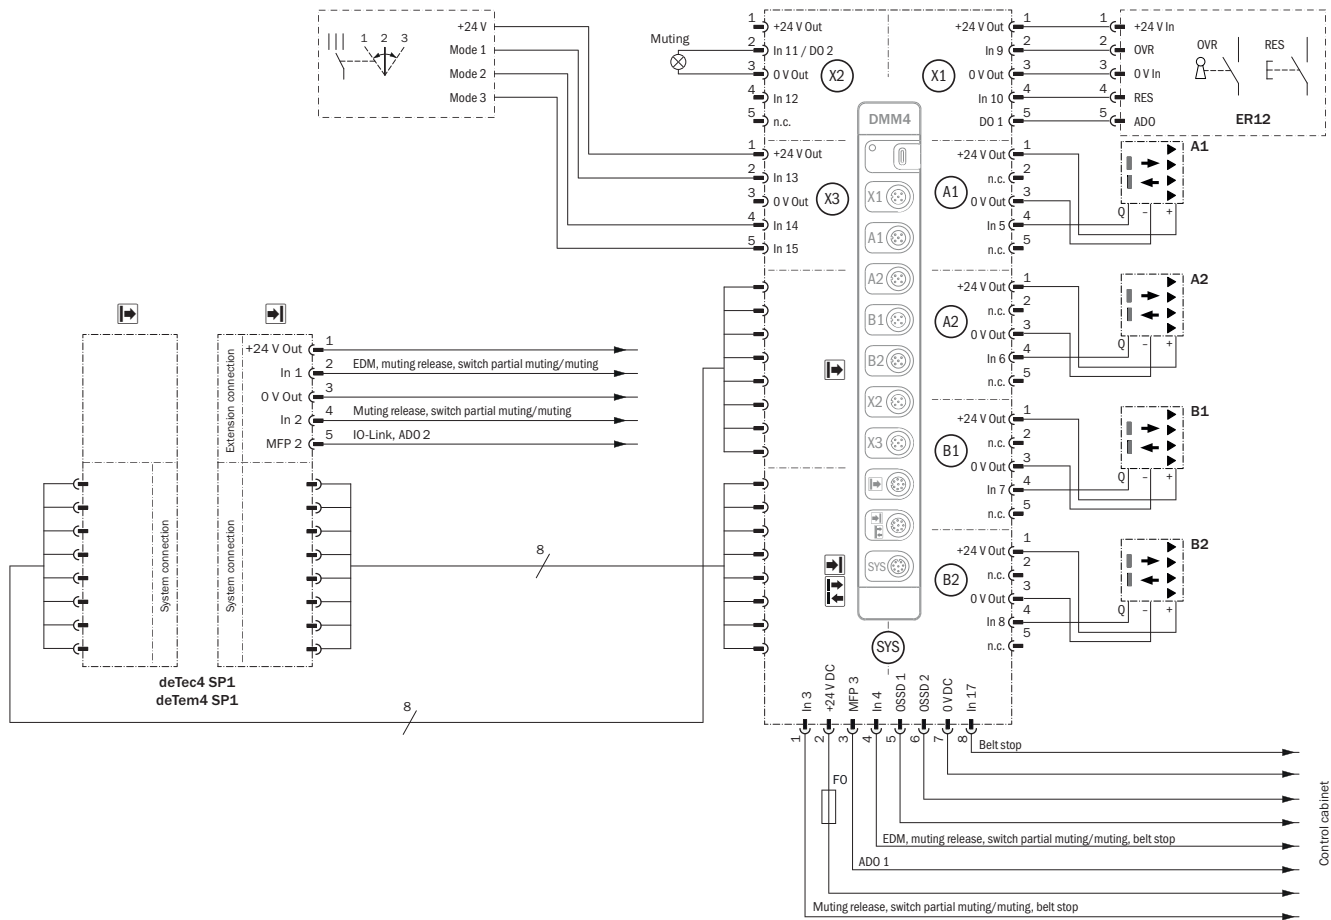 +24 V
Mode 1
Mode 2
Mode 3
1 2 3
Muting
1 +24 V Out
2 In 11 / DO 2
3 0 V Out
4 In 12
5 n.c.
X2
X1
+24 V Out 1
In 9 2
0 V Out 3
In 10 4
DO 1 5
1 +24 V In
2 OVR
3 0 V In
4 RES
5 ADO
OVR
RES
ER12
1 +24 V Out
2 In 13
3 0 V Out
4 In 14
5 In 15
X3
DMM4
X1
A1
A2
B1
B2
X2
X3
SYS
SYS
A1
+24 V Out 1
n.c. 2
0 V Out 3
In 5 4
n.c. 5
A1
Q – +
A2
+24 V Out 1
n.c. 2
0 V Out 3
In 6 4
n.c. 5
A2
Q – +
B1
+24 V Out 1
n.c. 2
0 V Out 3
In 7 4
n.c. 5
B1
Q – +
B2
+24 V Out 1
n.c. 2
0 V Out 3
In 8 4
n.c. 5
B2
Q – +
Extension connection
+24 V Out 1
In 1 2 EDM, muting release, switch partial muting/muting
0 V Out 3
In 2 4 Muting release, switch partial muting/muting
MFP 2 5 IO-Link, ADO 2
System connection
System connection
8
deTec4 SP1
deTem4 SP1
8
In 3
+24 V DC
MFP 3
In 4
OSSD 1
OSSD 2
0 V DC
In 17
1 2 3 4 5 6 7 8
Belt stop
F0
EDM, muting release, switch partial muting/muting, belt stop
ADO 1
Muting release, switch partial muting/muting, belt stop
Control cabinet